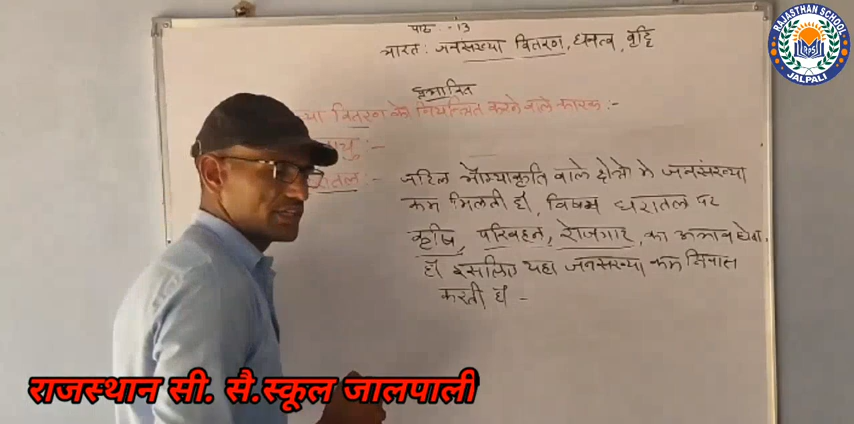 पाठ :- 13
भारत : जनसंख्या वितरण, घनत्व, वृद्धि
प्रभावित
वितरण को नियन्त्रित करने वाले कारक :-
:-
धरातल :- जटिल भौम्याकृति वाले क्षेत्रो मे जनसंख्या
कम मिलती है, विषम धरातल पर
कृषि, परिवहन, रोजगार, का अभाव होता
है इसलिए यहा जनसंख्या कम निवास
करती है -
RAJASTHAN SCHOOL
JALPALI
राजस्थान सी. सै.स्कूल जालपाली